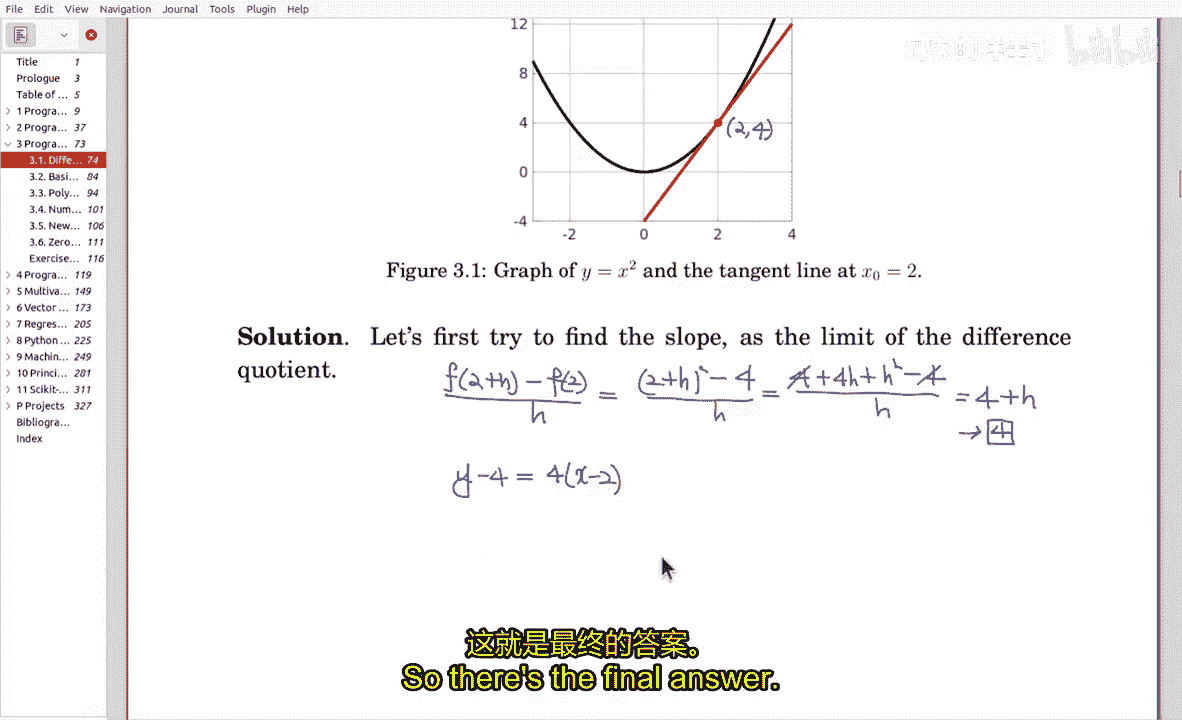 File Edit View Navigation Journal Tools Plugin Help
Title 1
Prologue 3
Table of ... 5
1 Progra... 9
2 Progra... 37
3 Progra... 73
3.1. Diffe... 74
3.2. Basi... 84
3.3. Poly... 94
3.4. Num... 101
3.5. New... 106
3.6. Zero... 111
Exercise... 116
4 Progra... 119
5 Multiva... 149
6 Vector ... 173
7 Regres... 205
8 Python ... 225
9 Machin... 249
10 Princi... 281
11 Scikit-... 311
P Projects 327
Bibliogra...
Index
12
8
4
0
-4
-2 0 2 4
(2,4)
Figure 3.1: Graph of y = x² and the tangent line at x₀ = 2.
Solution. Let's first try to find the slope, as the limit of the difference
quotient.
f(2+h) - f(2) / h = (2+h)² - 4 / h = 4+4h+h²-4 / h = 4+h
→ 4
y-4 = 4(x-2)
这就是最终的答案。
So there's the final answer.
bilibili